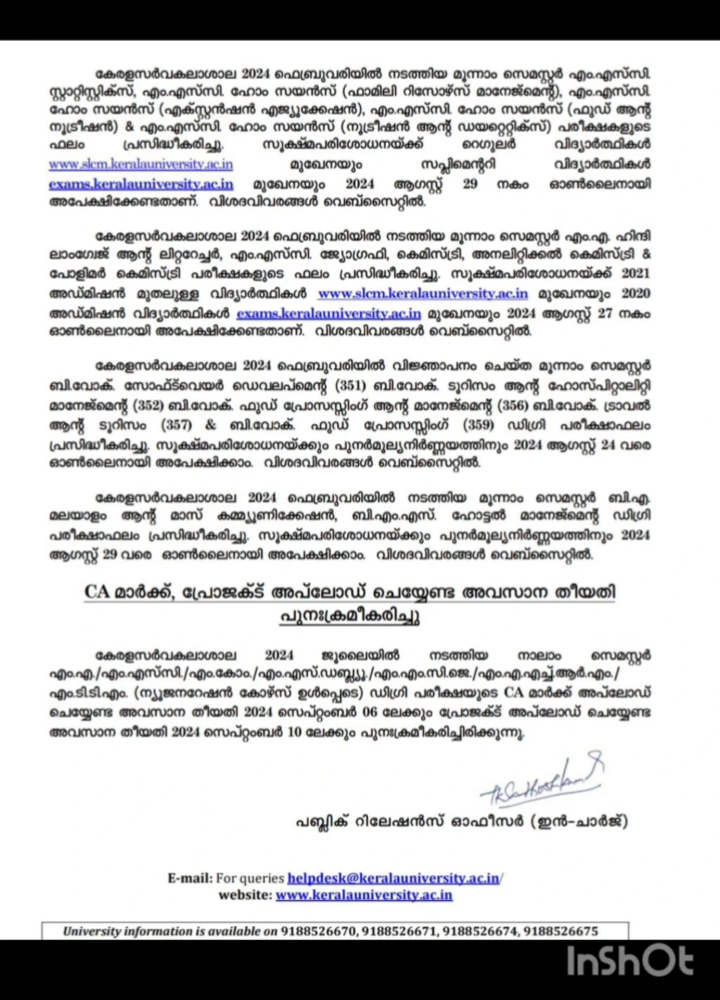 കേരളസർവകലാശാല 2024 ഫെബ്രുവരിയിൽ നടത്തിയ മൂന്നാം സെമസ്റ്റർ എം.എസ്‌സി.
സ്റ്റാറ്റിസ്റ്റിക്സ്, എം.എസ്‌സി. ഹോം സയൻസ് (ഫാമിലി റിസോഴ്സ് മാനേജ്മെന്റ്), എം.എസ്‌സി.
ഹോം സയൻസ് (എക്സ്റ്റൻഷൻ എജ്യൂക്കേഷൻ), എം.എസ്‌സി. ഹോം സയൻസ് (ഫുഡ് ആന്റ്
ന്യൂട്രീഷൻ) & എം.എസ്‌സി. ഹോം സയൻസ് (ന്യൂട്രീഷൻ ആന്റ് ഡയറ്റെറ്റിക്സ്) പരീക്ഷകളുടെ
ഫലം പ്രസിദ്ധീകരിച്ചു. സൂക്ഷ്മപരിശോധനയ്ക്ക് റെഗുലർ വിദ്യാർത്ഥികൾ
www.slcm.keralauniversity.ac.in മുഖേനയും സപ്ലിമെന്ററി വിദ്യാർത്ഥികൾ
exams.keralauniversity.ac.in മുഖേനയും 2024 ആഗസ്റ്റ് 29 നകം ഓൺലൈനായി
അപേക്ഷിക്കേണ്ടതാണ്. വിശദവിവരങ്ങൾ വെബ്സൈറ്റിൽ.
കേരളസർവകലാശാല 2024 ഫെബ്രുവരിയിൽ നടത്തിയ മൂന്നാം സെമസ്റ്റർ എം.എ. ഹിന്ദി
ലാംഗ്വേജ് ആന്റ് ലിറ്ററേച്ചർ, എം.എസ്‌സി. ജ്യോഗ്രഫി, കെമിസ്ട്രി, അനലിറ്റിക്കൽ കെമിസ്ട്രി &
പോളിമർ കെമിസ്ട്രി പരീക്ഷകളുടെ ഫലം പ്രസിദ്ധീകരിച്ചു. സൂക്ഷ്മപരിശോധനയ്ക്ക് 2021
അഡ്മിഷൻ മുതലുള്ള വിദ്യാർത്ഥികൾ www.slcm.keralauniversity.ac.in മുഖേനയും 2020
അഡ്മിഷൻ വിദ്യാർത്ഥികൾ exams.keralauniversity.ac.in മുഖേനയും 2024 ആഗസ്റ്റ് 27 നകം
ഓൺലൈനായി അപേക്ഷിക്കേണ്ടതാണ്. വിശദവിവരങ്ങൾ വെബ്സൈറ്റിൽ.
കേരളസർവകലാശാല 2024 ഫെബ്രുവരിയിൽ വിജ്ഞാപനം ചെയ്ത മൂന്നാം സെമസ്റ്റർ
ബി.വോക്. സോഫ്ട്‌വെയർ ഡെവലപ്മെന്റ് (351) ബി.വോക്. ടൂറിസം ആന്റ് ഹോസ്പിറ്റാലിറ്റി
മാനേജ്മെന്റ് (352) ബി.വോക്. ഫുഡ് പ്രോസസ്സിംഗ് ആന്റ് മാനേജ്മെന്റ് (356) ബി.വോക്. ട്രാവൽ
ആന്റ് ടൂറിസം (357) & ബി.വോക്. ഫുഡ് പ്രോസസ്സിംഗ് (359) ഡിഗ്രി പരീക്ഷാഫലം
പ്രസിദ്ധീകരിച്ചു. സൂക്ഷ്മപരിശോധനയ്ക്കും പുനർമൂല്യനിർണ്ണയത്തിനും 2024 ആഗസ്റ്റ് 24 വരെ
ഓൺലൈനായി അപേക്ഷിക്കാം. വിശദവിവരങ്ങൾ വെബ്സൈറ്റിൽ.
കേരളസർവകലാശാല 2024 ഫെബ്രുവരിയിൽ നടത്തിയ മൂന്നാം സെമസ്റ്റർ ബി.എ.
മലയാളം ആന്റ് മാസ് കമ്മ്യൂണിക്കേഷൻ, ബി.എം.എസ്. ഹോട്ടൽ മാനേജ്മെന്റ് ഡിഗ്രി
പരീക്ഷാഫലം പ്രസിദ്ധീകരിച്ചു. സൂക്ഷ്മപരിശോധനയ്ക്കും പുനർമൂല്യനിർണ്ണയത്തിനും 2024
ആഗസ്റ്റ് 29 വരെ ഓൺലൈനായി അപേക്ഷിക്കാം. വിശദവിവരങ്ങൾ വെബ്സൈറ്റിൽ.
CA മാർക്ക്, പ്രോജക്ട് അപ്‌ലോഡ് ചെയ്യേണ്ട അവസാന തീയതി
പുനഃക്രമീകരിച്ചു
കേരളസർവകലാശാല 2024 ജൂലൈയിൽ നടത്തിയ നാലാം സെമസ്റ്റർ
എം.എ./എം.എസ്‌സി./എം.കോം./എം.എസ്.ഡബ്ല്യൂ./എം.എം.സി.ജെ./എം.എ.എച്ച്.ആർ.എം./
എം.ടി.ടി.എം. (ന്യൂജനറേഷൻ കോഴ്സ് ഉൾപ്പെടെ) ഡിഗ്രി പരീക്ഷയുടെ CA മാർക്ക് അപ്‌ലോഡ്
ചെയ്യേണ്ട അവസാന തീയതി 2024 സെപ്റ്റംബർ 06 ലേക്കും പ്രോജക്ട് അപ്‌ലോഡ് ചെയ്യേണ്ട
അവസാന തീയതി 2024 സെപ്റ്റംബർ 10 ലേക്കും പുനഃക്രമീകരിച്ചിരിക്കുന്നു.
പബ്ലിക് റിലേഷൻസ് ഓഫീസർ (ഇൻ-ചാർജ്)
E-mail: For queries helpdesk@keralauniversity.ac.in/
website: www.keralauniversity.ac.in
University information is available on 9188526670, 9188526671, 9188526674, 9188526675
InShOt